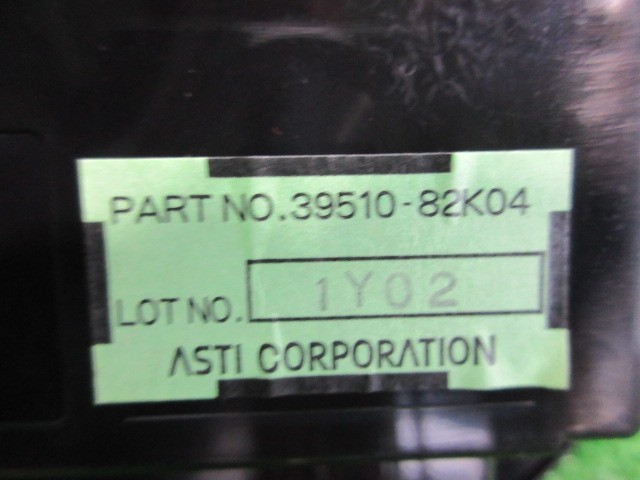 PART NO.39510-82K04
LOT NO. 1Y02
ASTI CORPORATION